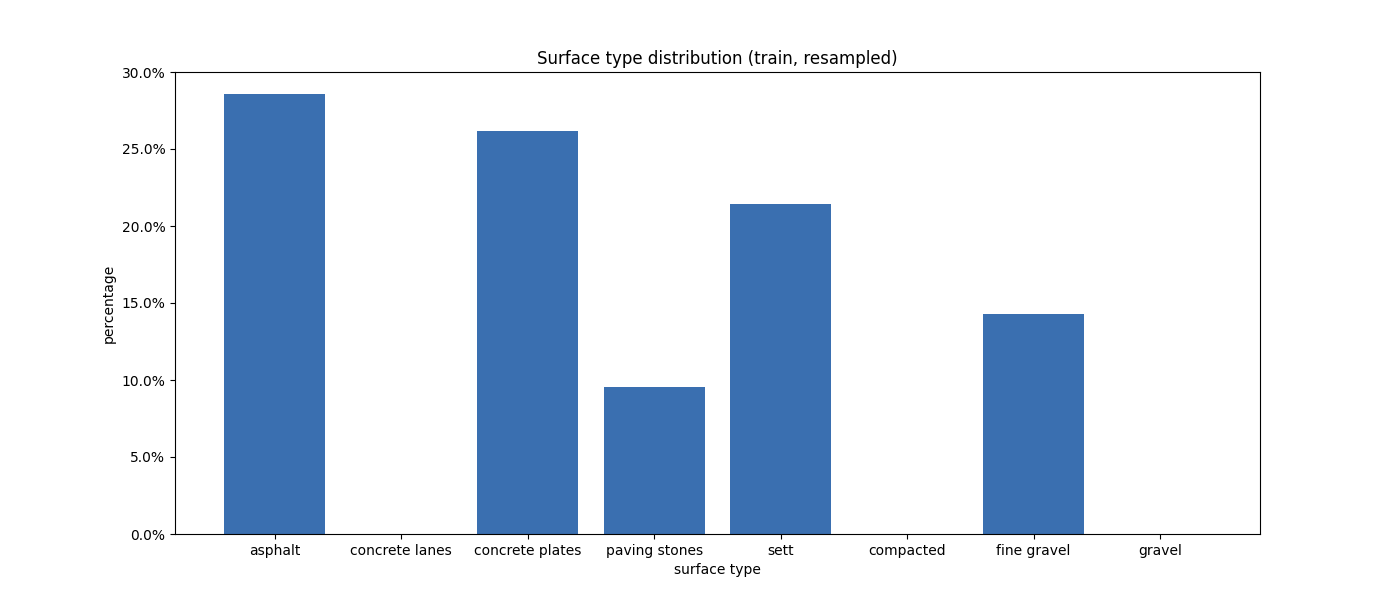 Surface type distribution (train, resampled)
30.0%
25.0%
20.0%
15.0%
10.0%
5.0%
0.0%
percentage
asphalt concrete lanes concrete plates paving stones sett compacted fine gravel gravel
surface type